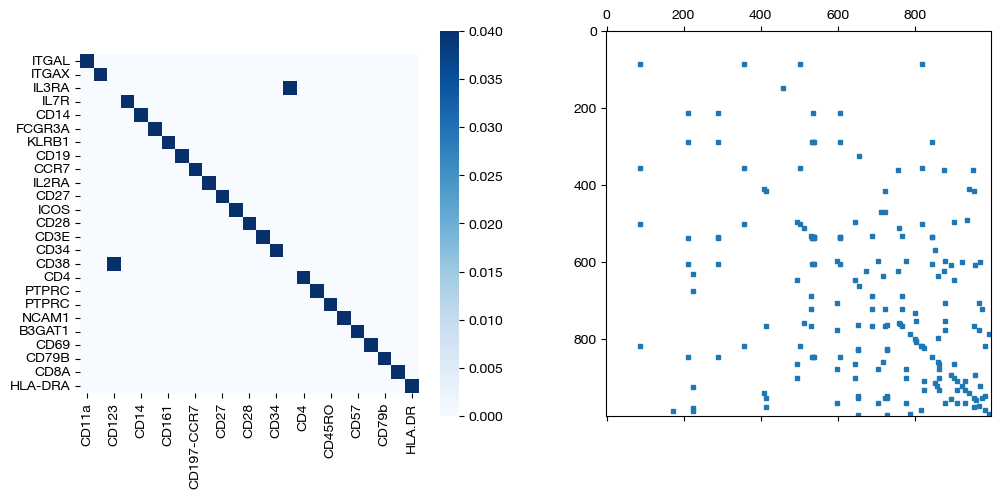 ITGAL
ITGAX
IL3RA
IL7R
CD14
FCGR3A
KLRB1
CD19
CCR7
IL2RA
CD27
ICOS
CD28
CD3E
CD34
CD38
CD4
PTPRC
PTPRC
NCAM1
B3GAT1
CD69
CD79B
CD8A
HLA-DRA
CD11a
CD123
CD14
CD161
CD197-CCR7
CD27
CD28
CD34
CD4
CD45RO
CD57
CD79b
HLA.DR
0.040
0.035
0.030
0.025
0.020
0.015
0.010
0.005
0.000
0 200 400 600 800
0
200
400
600
800